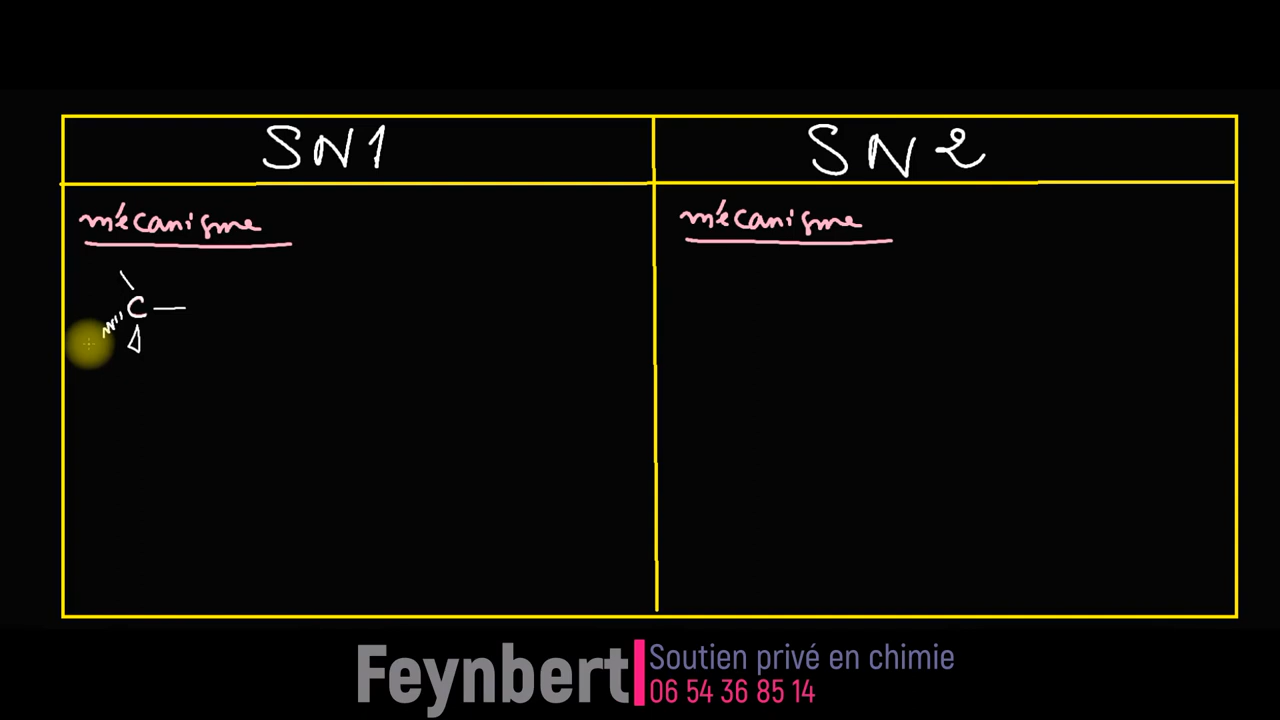 SN1
SN2
mécanisme
mécanisme
C
Feynbert
Soutien privé en chimie
06 54 36 85 14